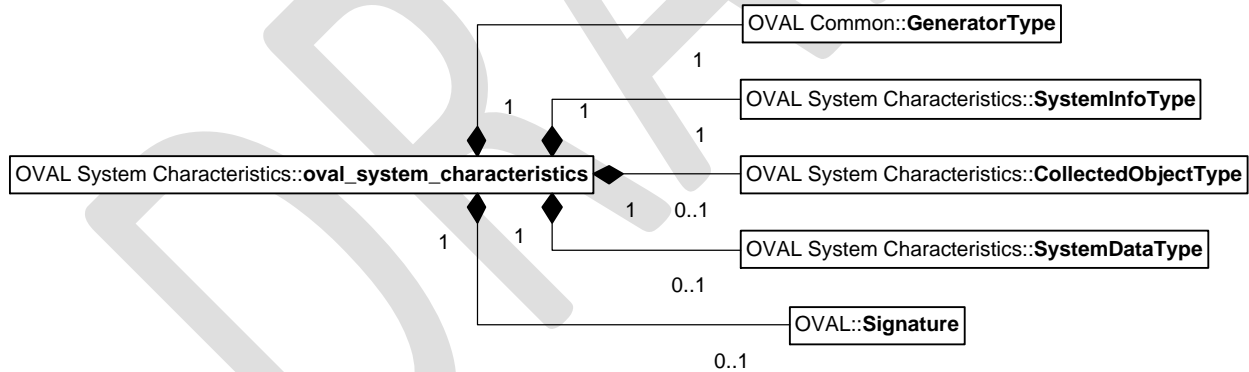 OVAL Common::GeneratorType
1
1
1
OVAL System Characteristics::SystemInfoType
1
OVAL System Characteristics::oval_system_characteristics
OVAL System Characteristics::CollectedObjectType
1
0..1
1
1
OVAL System Characteristics::SystemDataType
0..1
OVAL::Signature
0..1
DRA